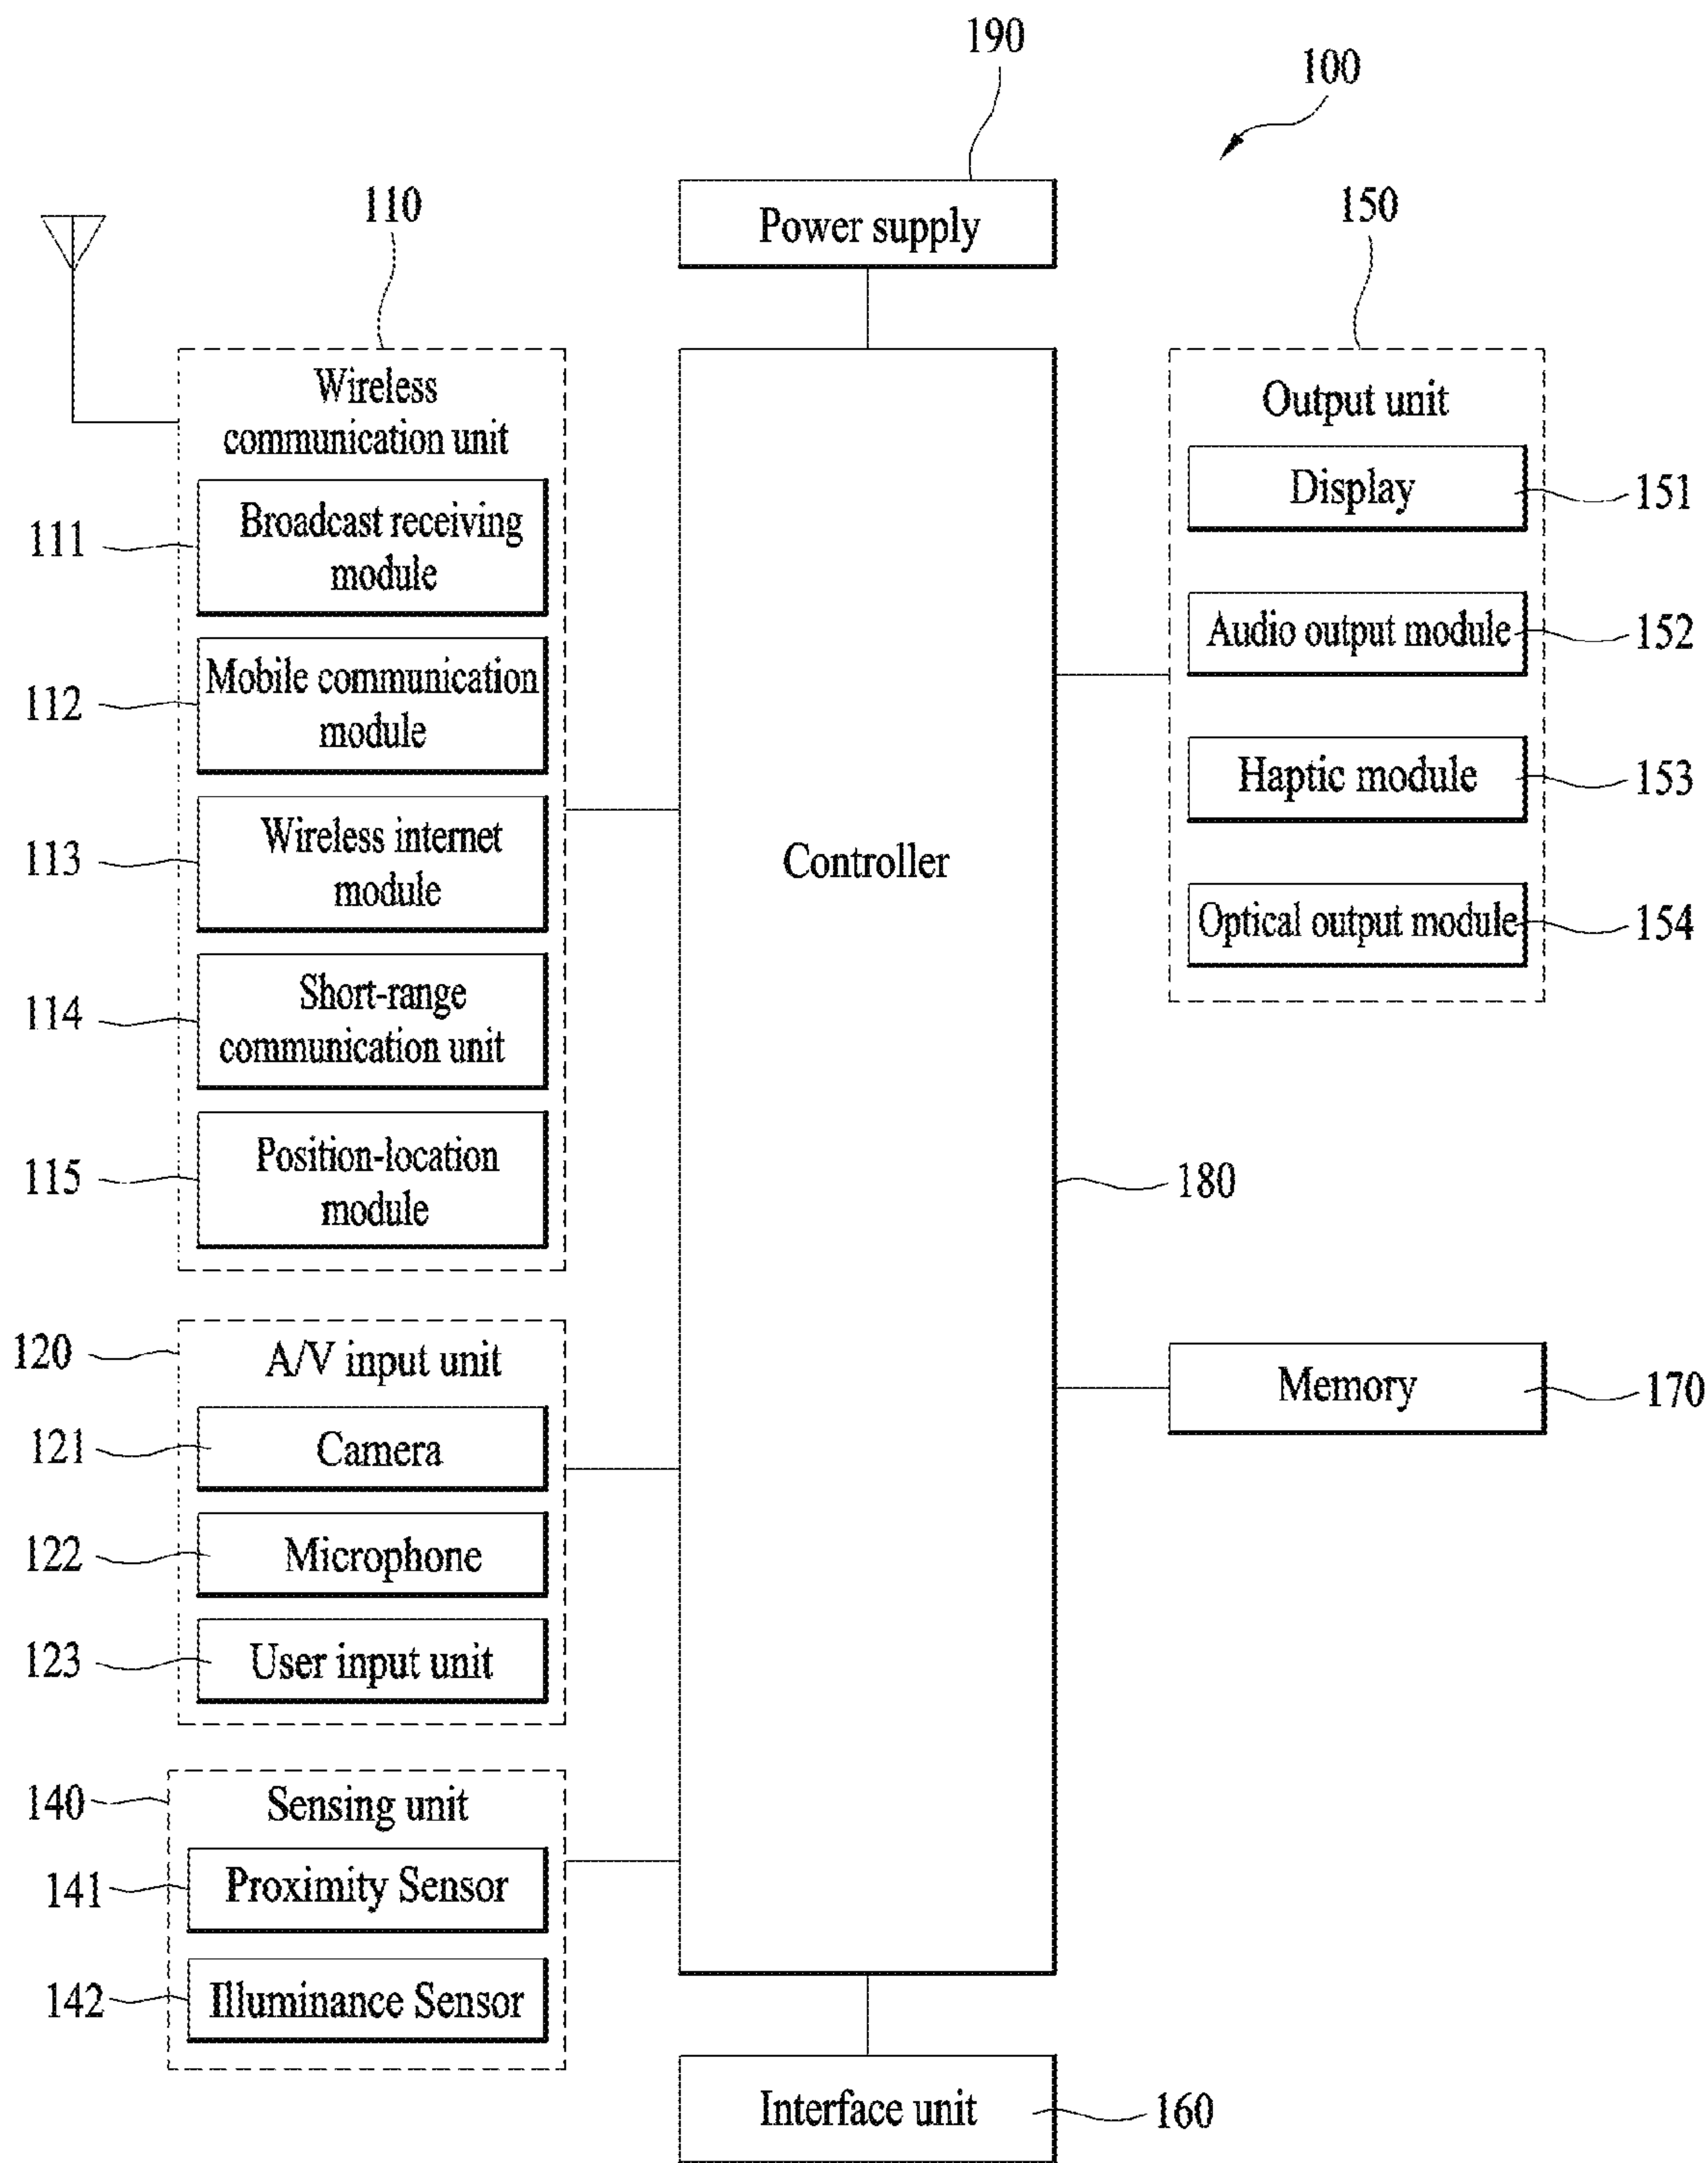 190
100
Power supply
110
150
Wireless
communication unit
111
Broadcast receiving
module
112
Mobile communication
module
113
Wireless internet
module
114
Short-range
communication unit
115
Position-location
module
120
A/V input unit
121
Camera
122
Microphone
123
User input unit
140
Sensing unit
141
Proximity Sensor
142
Illuminance Sensor
Controller
180
Output unit
Display
151
Audio output module
152
Haptic module
153
Optical output module
154
Memory
170
Interface unit
160